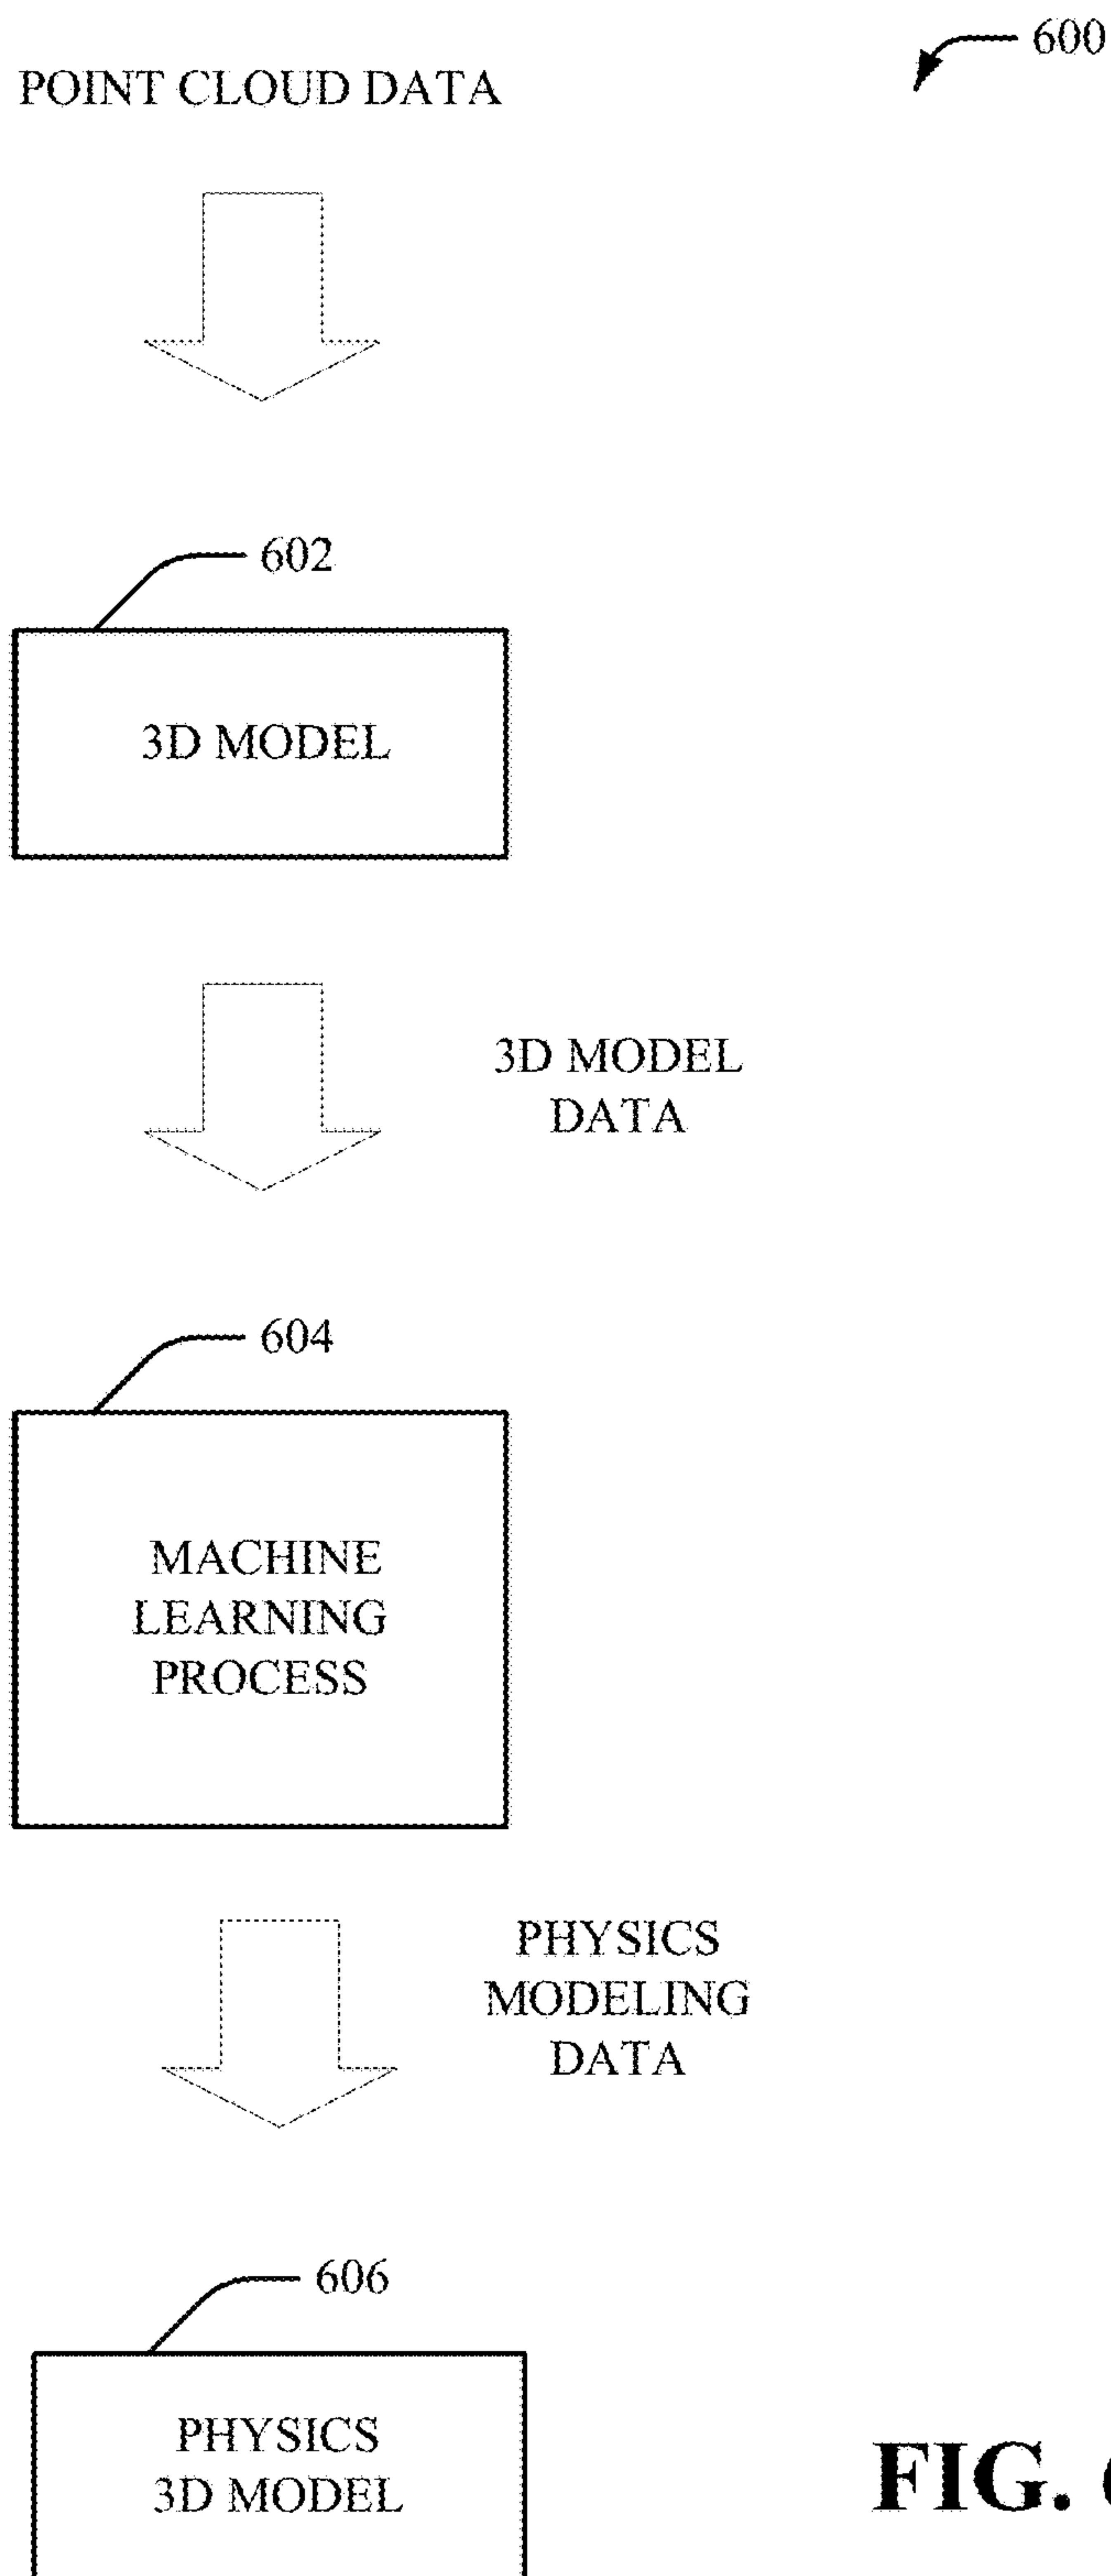 600
POINT CLOUD DATA
602
3D MODEL
3D MODEL
DATA
604
MACHINE
LEARNING
PROCESS
PHYSICS
MODELING
DATA
606
PHYSICS
3D MODEL
FIG.